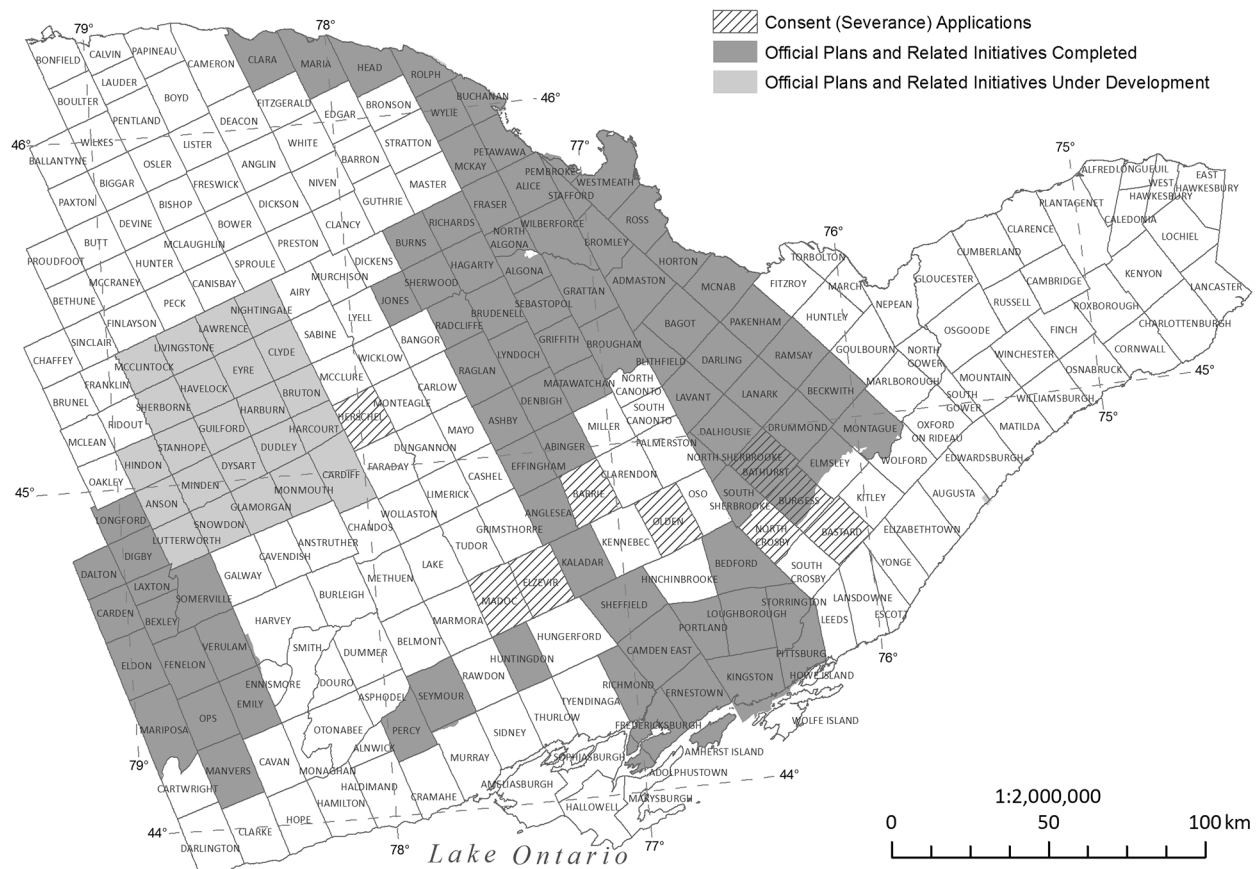 Consent (Severance) Applications
Official Plans and Related Initiatives Completed
Official Plans and Related Initiatives Under Development
79°
78°
BONFIELD
CALVIN
PAPINEAU
CAMERON
CLARA
MARIA
HEAD
ROLPH
LAUDER
BOULTER
BOYD
FITZGERALD
EDGAR
BRONSON
BUCHANAN
46°
PENTLAND
DEACON
WYLIE
46°
WILKES
LISTER
WHITE
STRATTON
77°
75°
BALLANTYNE
OSLER
ANGLIN
BARRON
MCKAY
PETAWAWA
PEMBROKE
WESTMEATH
ALFRED
LONGUEUIL
WEST
HAWKESBURY
EAST
HAWKESBURY
BIGGAR
FRESWICK
NIVEN
MASTER
ALICE
STAFFORD
PAXTON
BISHOP
DICKSON
GUTHRIE
FRASER
ROSS
PLANTAGENET
DEVINE
BOWER
CLANCY
RICHARDS
NORTH
ALGONA
WILBERFORCE
BROMLEY
76°
CLARENCE
CALEDONIA
BUTT
MCLAUGHLIN
PRESTON
BURNS
LOCHIEL
PROUDFOOT
HUNTER
SPROULE
DICKENS
HAGARTY
ALGONA
HORTON
TORBOLTON
CUMBERLAND
MCCRANEY
CANISBAY
MURCHISON
SHERWOOD
ADMASTON
MCNAB
FITZROY
MARCH
GLOUCESTER
CAMBRIDGE
KENYON
BETHUNE
PECK
AIRY
JONES
GRATTAN
NEPEAN
RUSSELL
ROXBOROUGH
LANCASTER
NIGHTINGALE
LYELL
SEBASTOPOL
BRUDENELL
HUNTLEY
FINLAYSON
LAWRENCE
SABINE
RADCLIFFE
BAGOT
PAKENHAM
OSGOODE
FINCH
CHARLOTTENBURGH
SINCLAIR
LIVINGSTONE
CLYDE
BANGOR
GRIFFITH
BROUGHAM
GOULBOURN
NORTH
GOWER
WINCHESTER
CORNWALL
CHAFFEY
MCCLINTOCK
EYRE
WICKLOW
LYNDOCH
BLITHFIELD
DARLING
RAMSAY
OSNABRUCK
45°
FRANKLIN
HAVELOCK
MCCLURE
RAGLAN
MATAWATCHAN
NORTH
CANONTO
MARLBOROUGH
MOUNTAIN
BRUTON
CARLOW
LAVANT
LANARK
BECKWITH
SOUTH
GOWER
WILLIAMSBURGH
BRUNEL
SHERBORNE
HARBURN
HERSCHEL
MONTEAGLE
DENBIGH
SOUTH
CANONTO
75°
RIDOUT
GUILFORD
HARCOURT
MAYO
ASHBY
MILLER
DALHOUSIE
DRUMMOND
MONTAGUE
OXFORD
ON RIDEAU
MATILDA
MCLEAN
STANHOPE
DUDLEY
DUNGANNON
ABINGER
PALMERSTON
NORTH SHERBROOKE
ELMSLEY
WOLFORD
EDWARDSBURGH
HINDON
DYSART
CARDIFF
FARADAY
CASHEL
EFFINGHAM
CLARENDON
BATHURST
OAKLEY
MINDEN
MONMOUTH
LIMERICK
BARRIE
OSO
SOUTH
SHERBROOKE
BURGESS
KITLEY
AUGUSTA
45°
ANSON
GLAMORGAN
WOLLASTON
ANGLESEA
LONGFORD
SNOWDON
CHANDOS
GRIMSTHORPE
OLDEN
NORTH
CROSBY
BASTARD
ELIZABETHTOWN
LUTTERWORTH
ANSTRUTHER
TUDOR
KENNEBEC
DIGBY
CAVENDISH
LAKE
KALADAR
BEDFORD
SOUTH
CROSBY
YONGE
DALTON
LAXTON
GALWAY
METHUEN
ELZEVIR
HINCHINBROOKE
CARDEN
SOMERVILLE
BURLEIGH
MADOC
SHEFFIELD
STORRINGTON
LANSDOWNE
BEXLEY
HARVEY
MARMORA
LOUGHBOROUGH
LEEDS
ESCOTT
VERULAM
BELMONT
HUNGERFORD
PORTLAND
ELDON
FENELON
SMITH
DUMMER
HUNTINGDON
CAMDEN EAST
PITTSBURG
76°
RAWDON
ENNISMORE
DOURO
SEYMOUR
RICHMOND
KINGSTON
HOWE ISLAND
EMILY
ASPHODEL
TYENDINAGA
ERNESTOWN
OPS
THURLOW
WOLFE ISLAND
MARIPOSA
OTONABEE
PERCY
SIDNEY
FREDERICKSBURGH
ALNWICK
AMHERST ISLAND
79°
MANVERS
CAVAN
MONAGHAN
MURRAY
SOPHIASBURGH
ADOLPHUSTOWN
44°
CARTWRIGHT
HALDIMAND
CRAMAHE
AMELIASBURGH
HAMILTON
HALLOWELL
MARYSBURGH
44°
CLARKE
HOPE
DARLINGTON
78°
77°
Lake Ontario
1:2,000,000
0 50 100 km